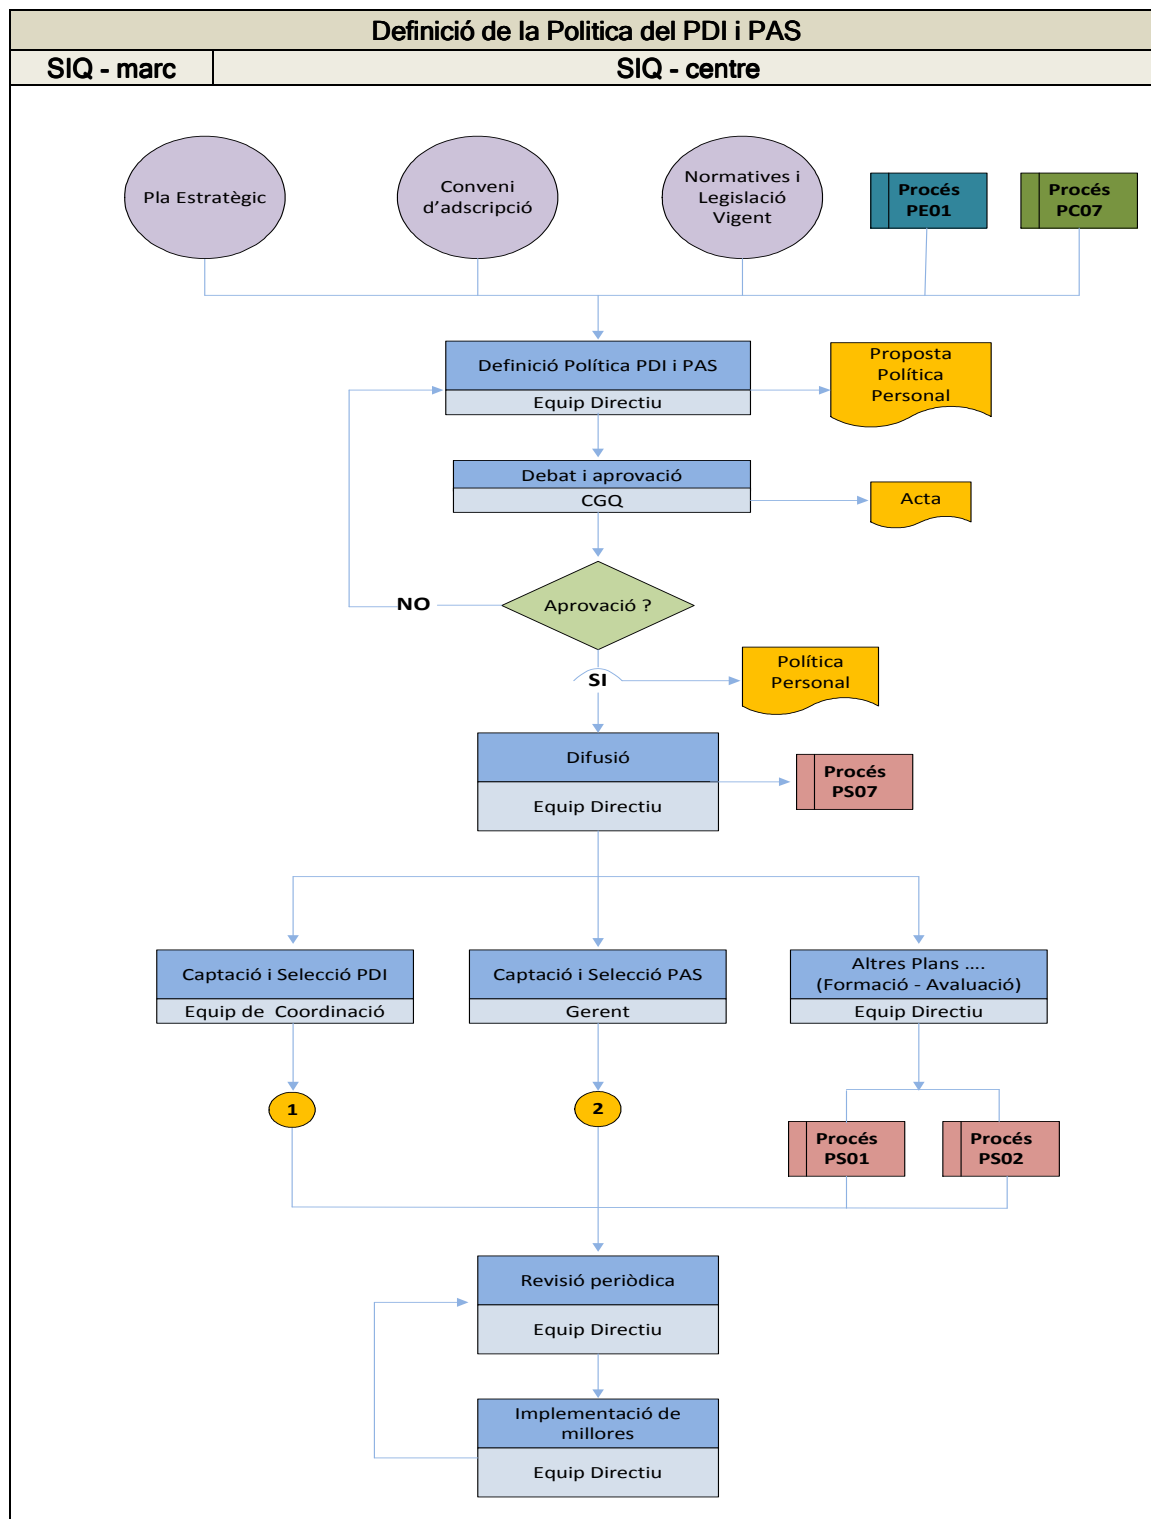 Definició de la Politica del PDI i PAS
SIQ - marc
SIQ - centre
Pla Estratègic
Conveni
d’adscripció
Normatives i
Legislació
Vigent
Procés
PE01
Procés
PC07
Definició Política PDI i PAS
Equip Directiu
Proposta
Política
Personal
Debat i aprovació
CGQ
Acta
Aprovació ?
NO
SI
Política
Personal
Difusió
Equip Directiu
Procés
PS07
Captació i Selecció PDI
Equip de Coordinació
Captació i Selecció PAS
Gerent
Altres Plans ....
(Formació - Avaluació)
Equip Directiu
1
2
Procés
PS01
Procés
PS02
Revisió periòdica
Equip Directiu
Implementació de
millores
Equip Directiu